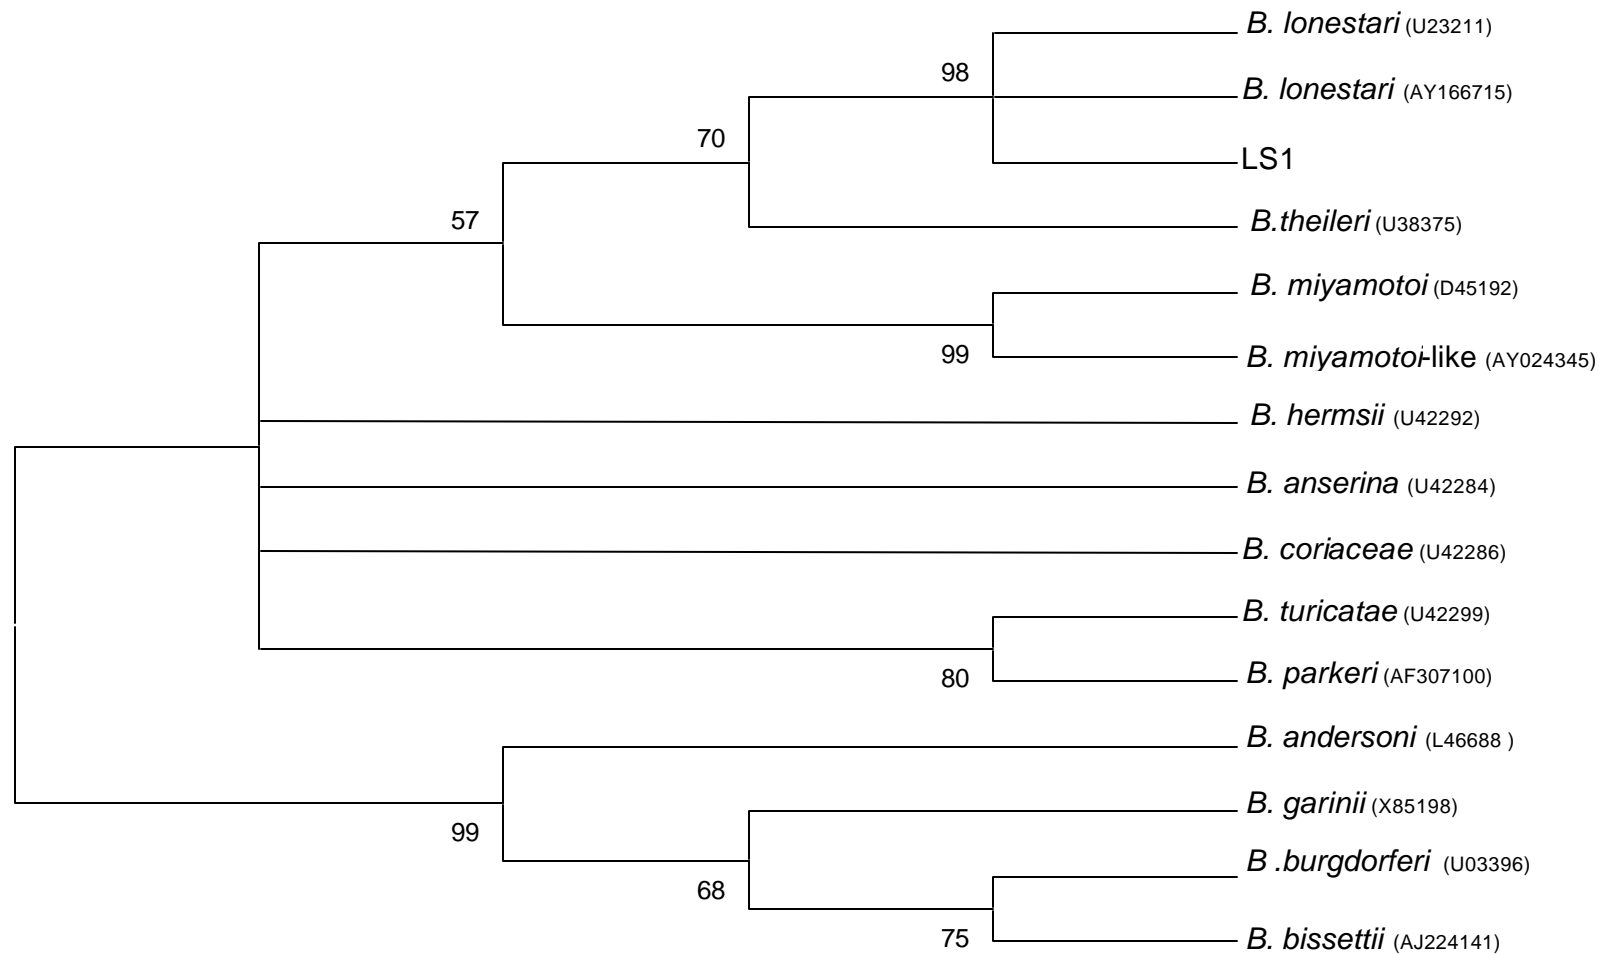 B. lonestari (U23211)
98
B. lonestari (AY166715)
70
LS1
57
B.theileri (U38375)
B. miyamotoi (D45192)
99
B. miyamotoi-like (AY024345)
B. hermsii (U42292)
B. anserina (U42284)
B. coriaceae (U42286)
B. turicatae (U42299)
80
B. parkeri (AF307100)
B. andersoni (L46688 )
B. garinii (X85198)
99
B .burgdorferi (U03396)
68
75
B. bissettii (AJ224141)